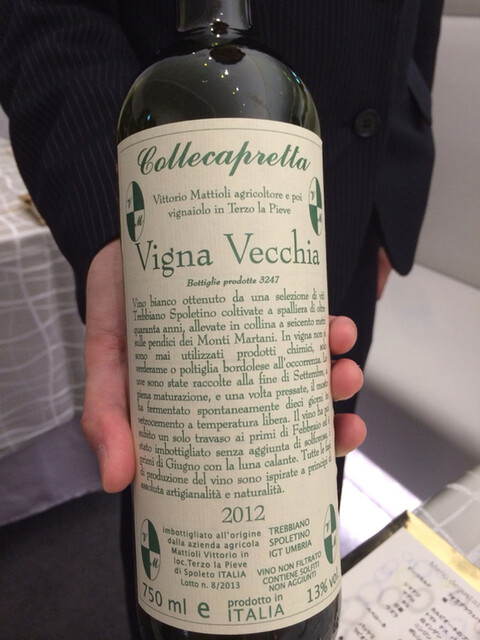 Collecapretta
Vittorio Mattioli agricoltore e poi
vignaiolo in Terzo la Pieve
V M
V M
Vigna Vecchia
Bottiglie prodotte 3247
Vino bianco ottenuto da una selezione di
Trebbiano Spoletino coltivate a spalliera di oltre
quaranta anni, allevate in collina a seicento metri
sulle pendici dei Monti Martani. In vigna non si
sono mai utilizzati prodotti chimici, solo
verderame o poltiglia bordolese all'occorrenza. Le
uve sono state raccolte alla fine di Settembre, a
piena maturazione, e una volta pressate, il mosto
ha fermentato spontaneamente dieci giorni in
vetrocemento a temperatura libera. Il vino ha poi
subito un solo travaso ai primi di Febbraio ed è
stato imbottigliato senza aggiunta di solforosa
primi di Giugno con la luna calante. Tutte le fasi
di produzione del vino sono ispirate a principi di
assoluta artigianalità e naturalità.
2012
V M
V M
imbottigliato all'origine
dalla azienda agricola
Mattioli Vittorio in
loc.Terzo la Pieve
di Spoleto ITALIA
Lotto n. 8/2013
TREBBIANO
SPOLETINO
IGT UMBRIA
VINO NON FILTRATO
CONTIENE SOLFITI
NON AGGIUNTI
750 ml e prodotto in ITALIA 13% vol.